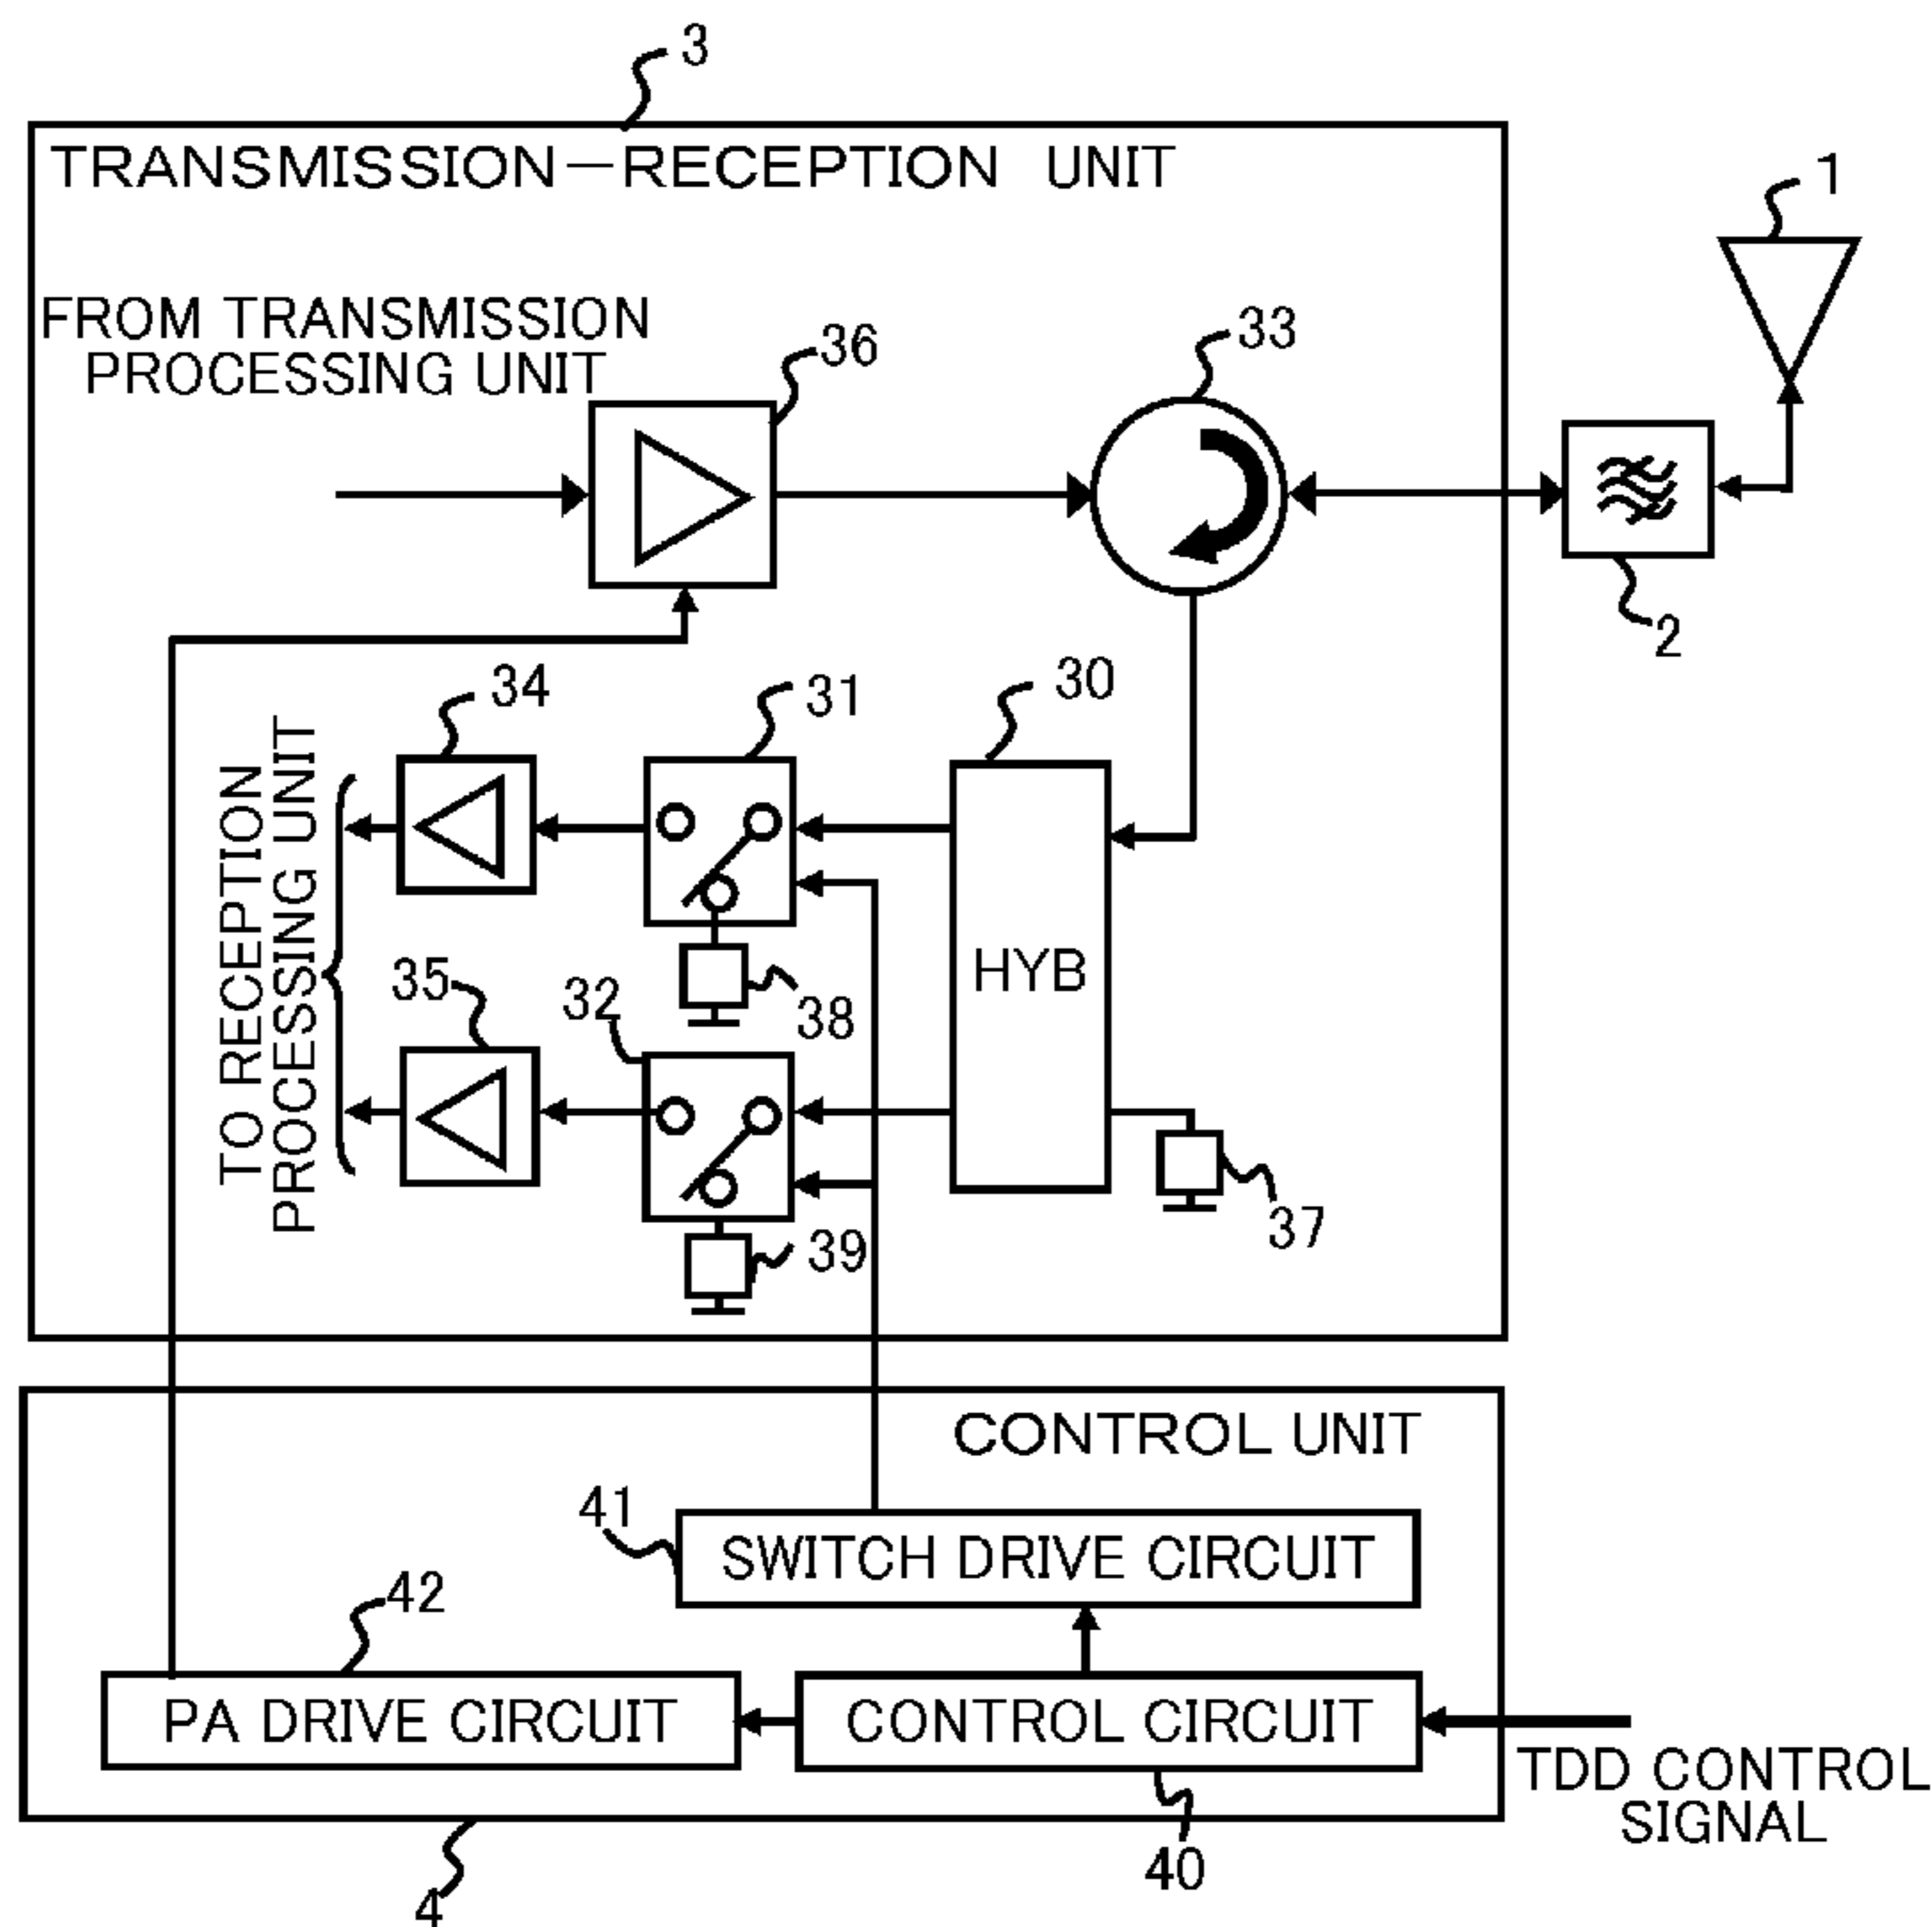 3
TRANSMISSION-RECEPTION UNIT
1
FROM TRANSMISSION
PROCESSING UNIT
36
33
2
34
31
30
TO RECEPTION
PROCESSING UNIT
35
32
38
HYB
39
37
CONTROL UNIT
41
SWITCH DRIVE CIRCUIT
42
PA DRIVE CIRCUIT
CONTROL CIRCUIT
TDD CONTROL
SIGNAL
40
4